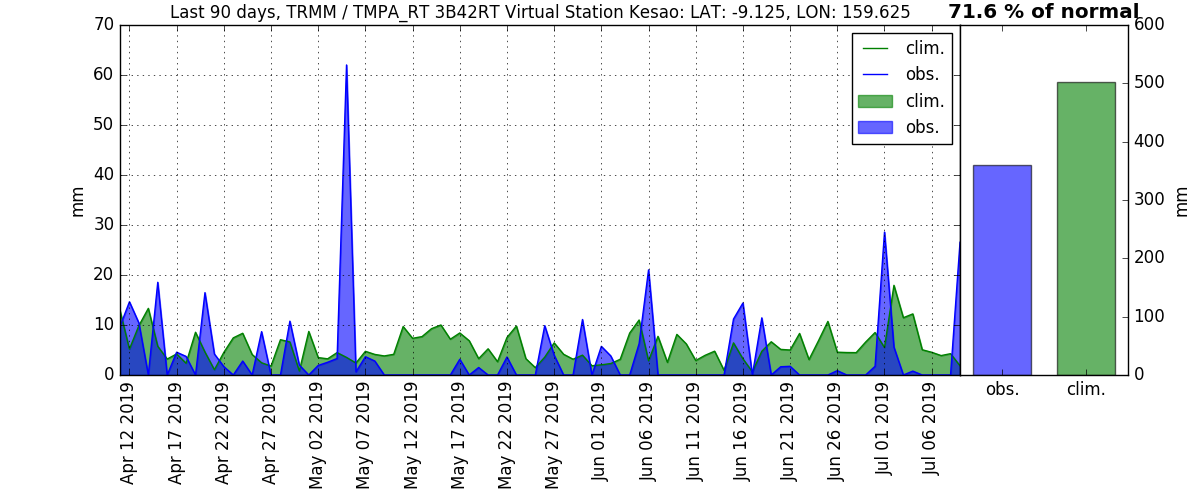 Last 90 days, TRMM / TMPA_RT 3B42RT Virtual Station Kesao: LAT: -9.125, LON: 159.625
71.6 % of normal
70
60
50
40
30
20
10
0
mm
clim.
obs.
clim.
obs.
600
500
400
300
200
100
0
mm
Apr 12 2019
Apr 17 2019
Apr 22 2019
Apr 27 2019
May 02 2019
May 07 2019
May 12 2019
May 17 2019
May 22 2019
May 27 2019
Jun 01 2019
Jun 06 2019
Jun 11 2019
Jun 16 2019
Jun 21 2019
Jun 26 2019
Jul 01 2019
Jul 06 2019
obs.
clim.